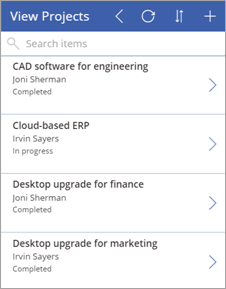 View Projects
Search items
CAD software for engineering
Joni Sherman
Completed
Cloud-based ERP
Irvin Sayers
In progress
Desktop upgrade for finance
Joni Sherman
Completed
Desktop upgrade for marketing
Irvin Sayers
Completed